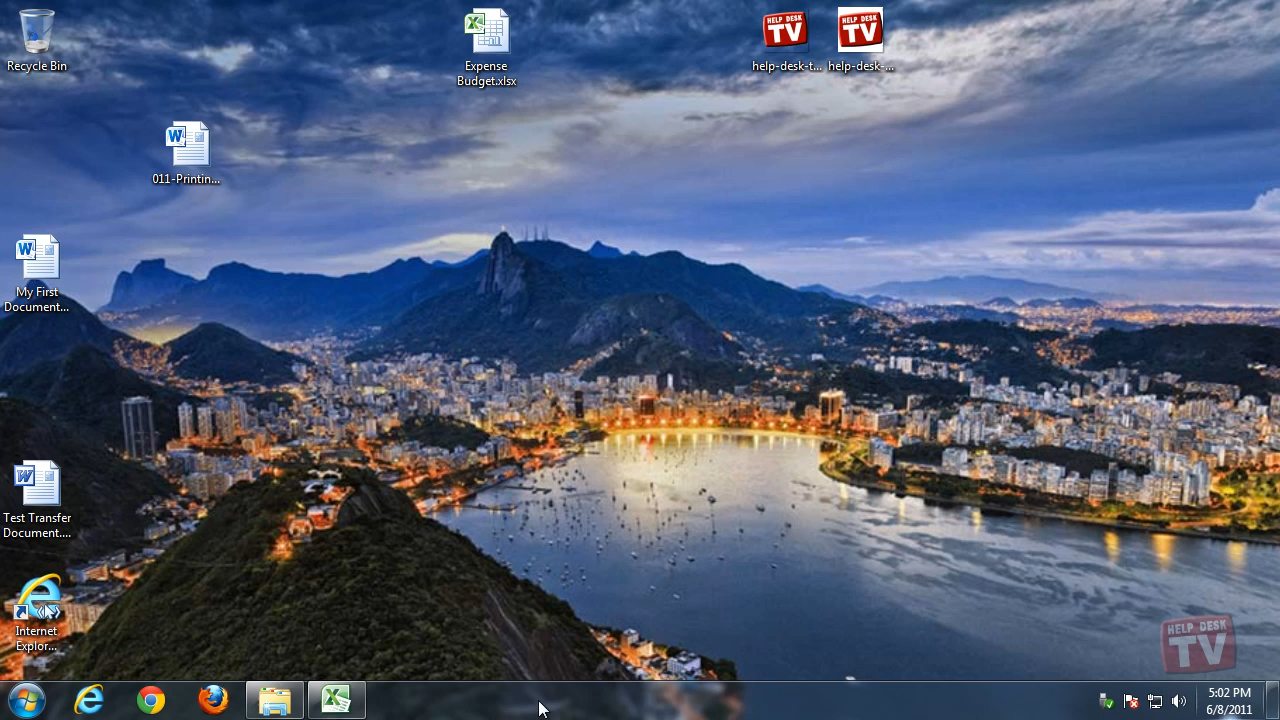 Recycle Bin
Expense
Budget.xlsx
HELP DESK
TV
help-desk-t...
HELP DESK
TV
help-desk-...
011-Printin...
My First
Document...
Test Transfer
Document....
Internet
Explor...
HELP DESK
TV
5:02 PM
6/8/2011